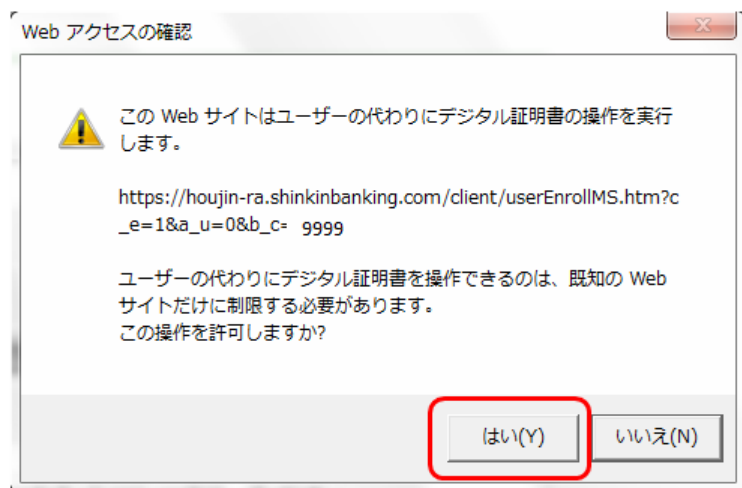 Web アクセスの確認
この Web サイトはユーザーの代わりにデジタル証明書の操作を実行
します。
https://houjin-ra.shinkinbanking.com/client/userEnrollMS.htm?c
_e=1&a_u=0&b_c= 9999
ユーザーの代わりにデジタル証明書を操作できるのは、既知の Web
サイトだけに制限する必要があります。
この操作を許可しますか?
はい(Y) いいえ(N)